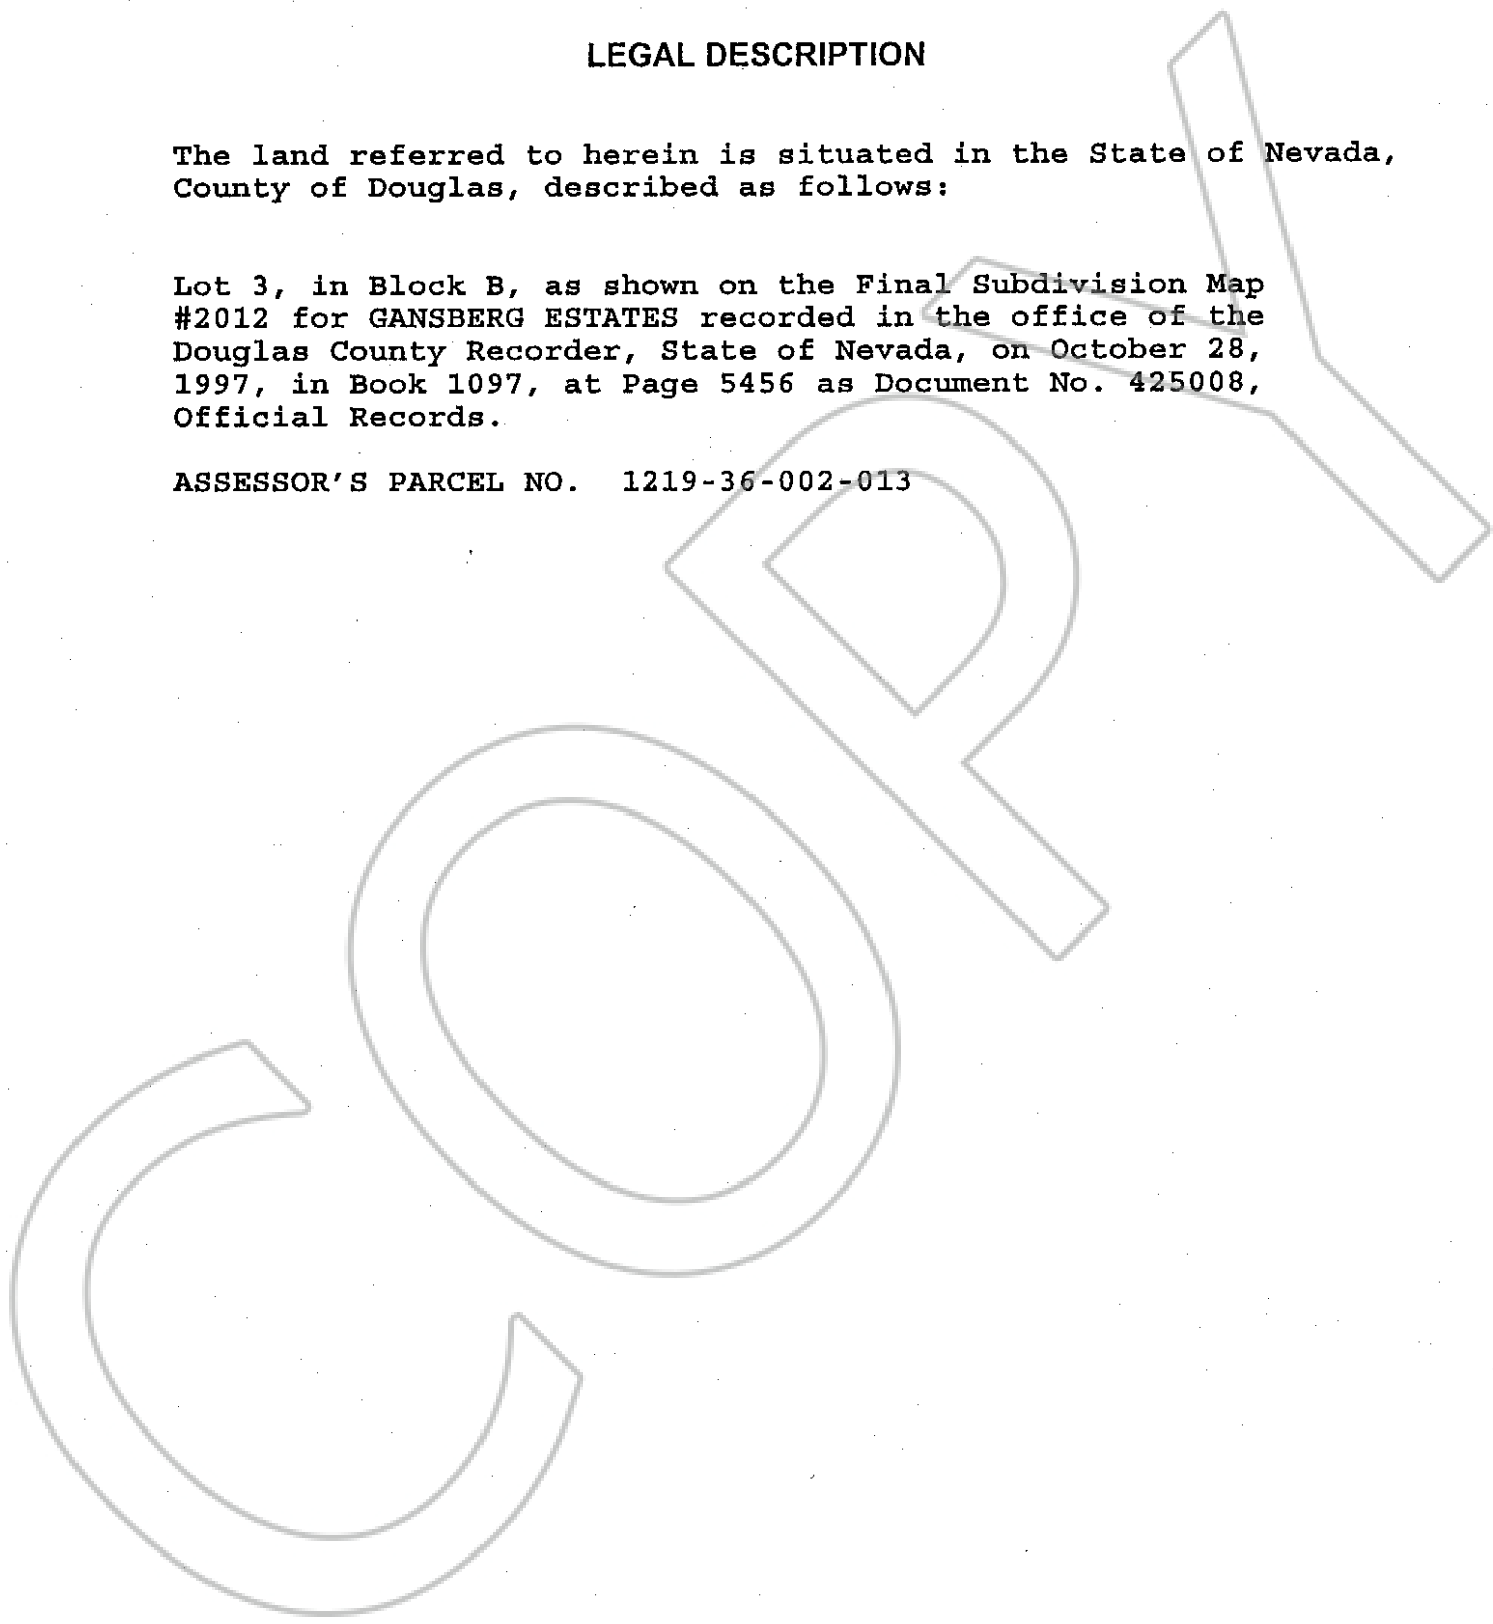 LEGAL DESCRIPTION
The land referred to herein is situated in the State of Nevada,
County of Douglas, described as follows:
Lot 3, in Block B, as shown on the Final Subdivision Map
#2012 for GANSBERG ESTATES recorded in the office of the
Douglas County Recorder, State of Nevada, on October 28,
1997, in Book 1097, at Page 5456 as Document No. 425008,
Official Records.
ASSESSOR'S PARCEL NO. 1219-36-002-013
COPY